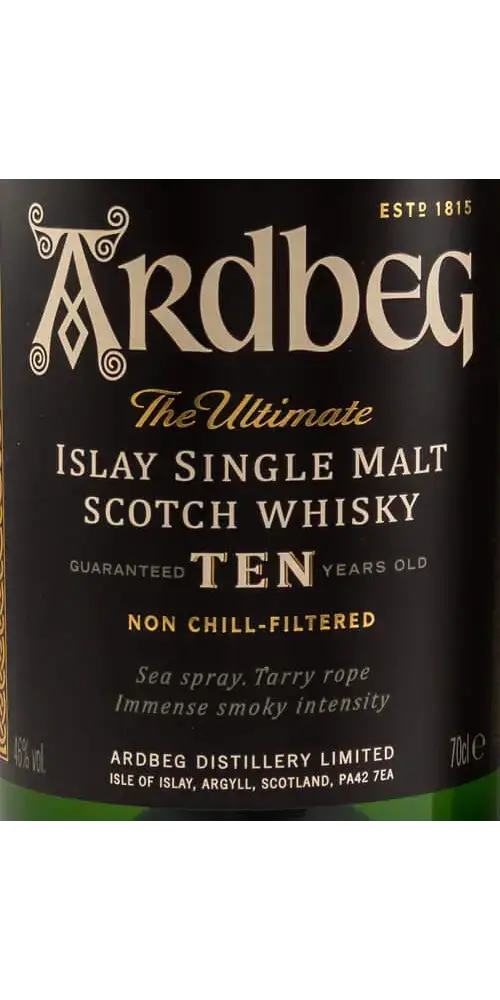 ESTD 1815
ARDBEG
The Ultimate
ISLAY SINGLE MALT
SCOTCH WHISKY
GUARANTEED TEN YEARS OLD
NON CHILL-FILTERED
Sea spray. Tarry rope
Immense smoky intensity
46% vol.
ARDBEG DISTILLERY LIMITED
70cl e
ISLE OF ISLAY, ARGYLL, SCOTLAND, PA42 7EA